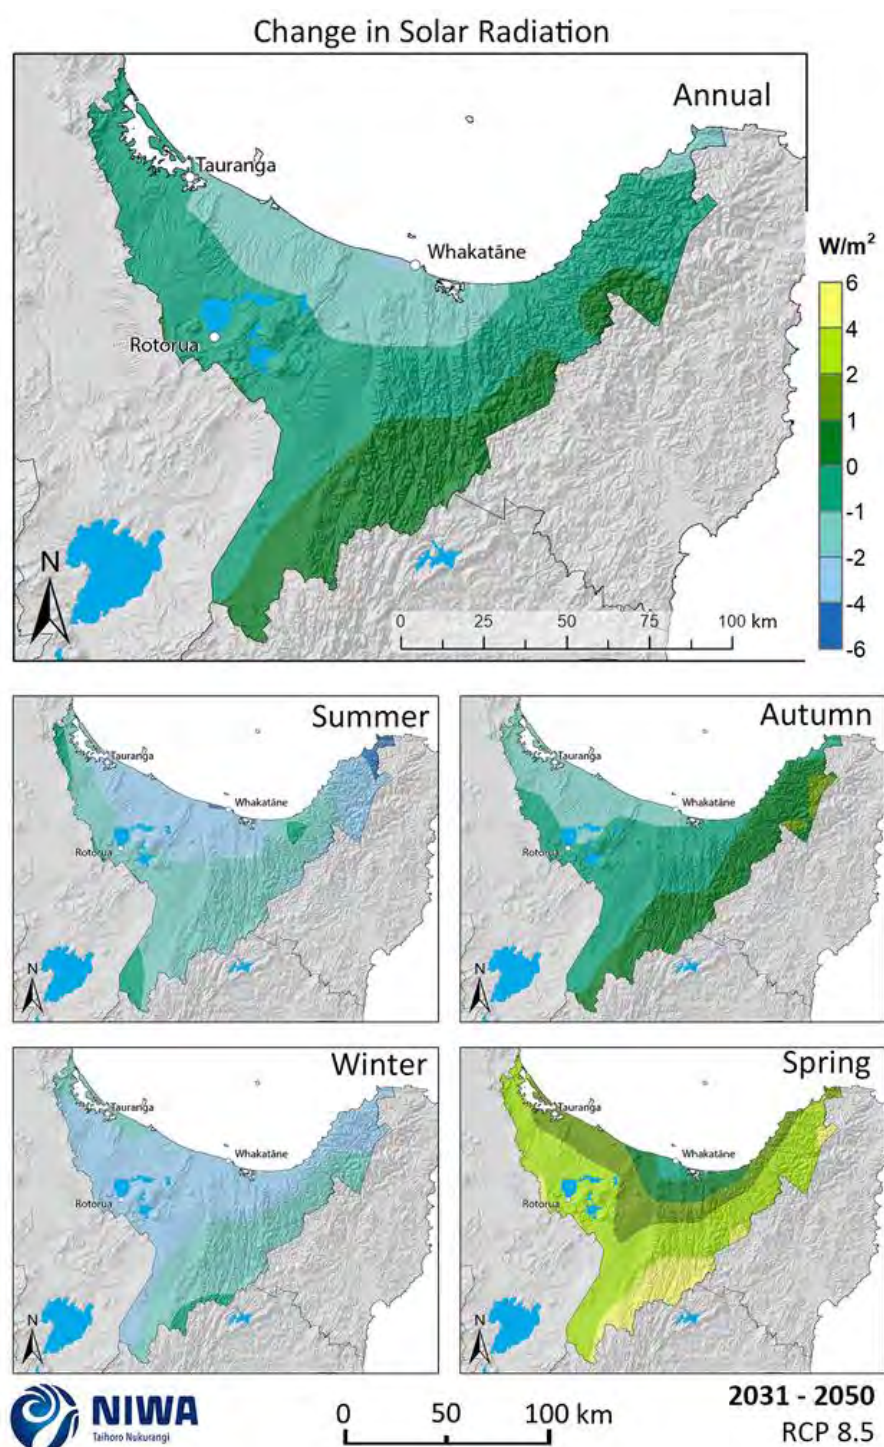 Change in Solar Radiation
Annual
Tauranga
Whakatāne
Rotorua
W/m²
6
4
2
1
0
-1
-2
-4
-6
N
0 25 50 75 100 km
Summer
Tauranga
Whakatāne
Rotorua
N
Autumn
Tauranga
Whakatāne
Rotorua
N
Winter
Tauranga
Whakatāne
Rotorua
N
Spring
Tauranga
Whakatāne
Rotorua
N
NIWA
Taihoro Nukurangi
0 50 100 km
2031 - 2050
RCP 8.5